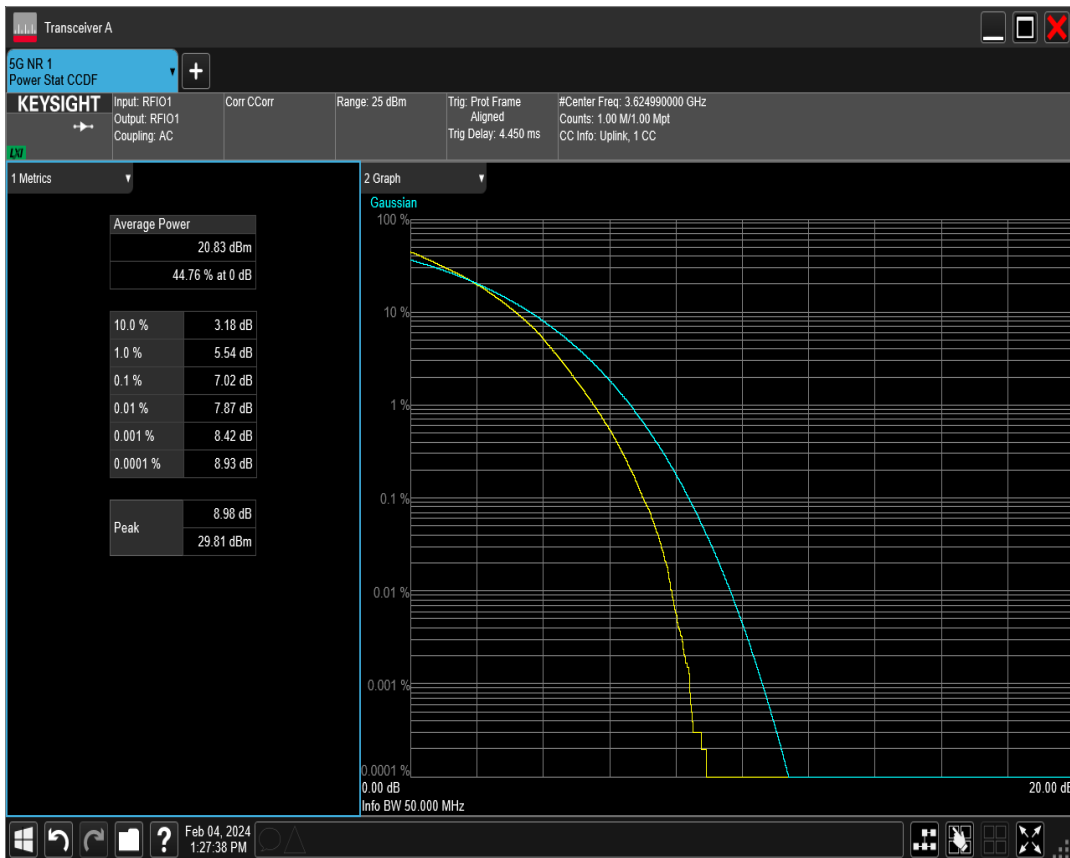 Transceiver A
5G NR 1
Power Stat CCDF
KEYSIGHT
LXI
Input: RFIO1
Output: RFIO1
Coupling: AC
Corr CCorr
Range: 25 dBm
Trig: Prot Frame
Aligned
Trig Delay: 4.450 ms
#Center Freq: 3.624990000 GHz
Counts: 1.00 M/1.00 Mpt
CC Info: Uplink, 1 CC
1 Metrics
Average Power
20.83 dBm
44.76 % at 0 dB
10.0 % 3.18 dB
1.0 % 5.54 dB
0.1 % 7.02 dB
0.01 % 7.87 dB
0.001 % 8.42 dB
0.0001 % 8.93 dB
Peak
8.98 dB
29.81 dBm
2 Graph
Gaussian
100 %
10 %
1 %
0.1 %
0.01 %
0.001 %
0.0001 %
0.00 dB 20.00 dB
Info BW 50.000 MHz
?
Feb 04, 2024
1:27:38 PM